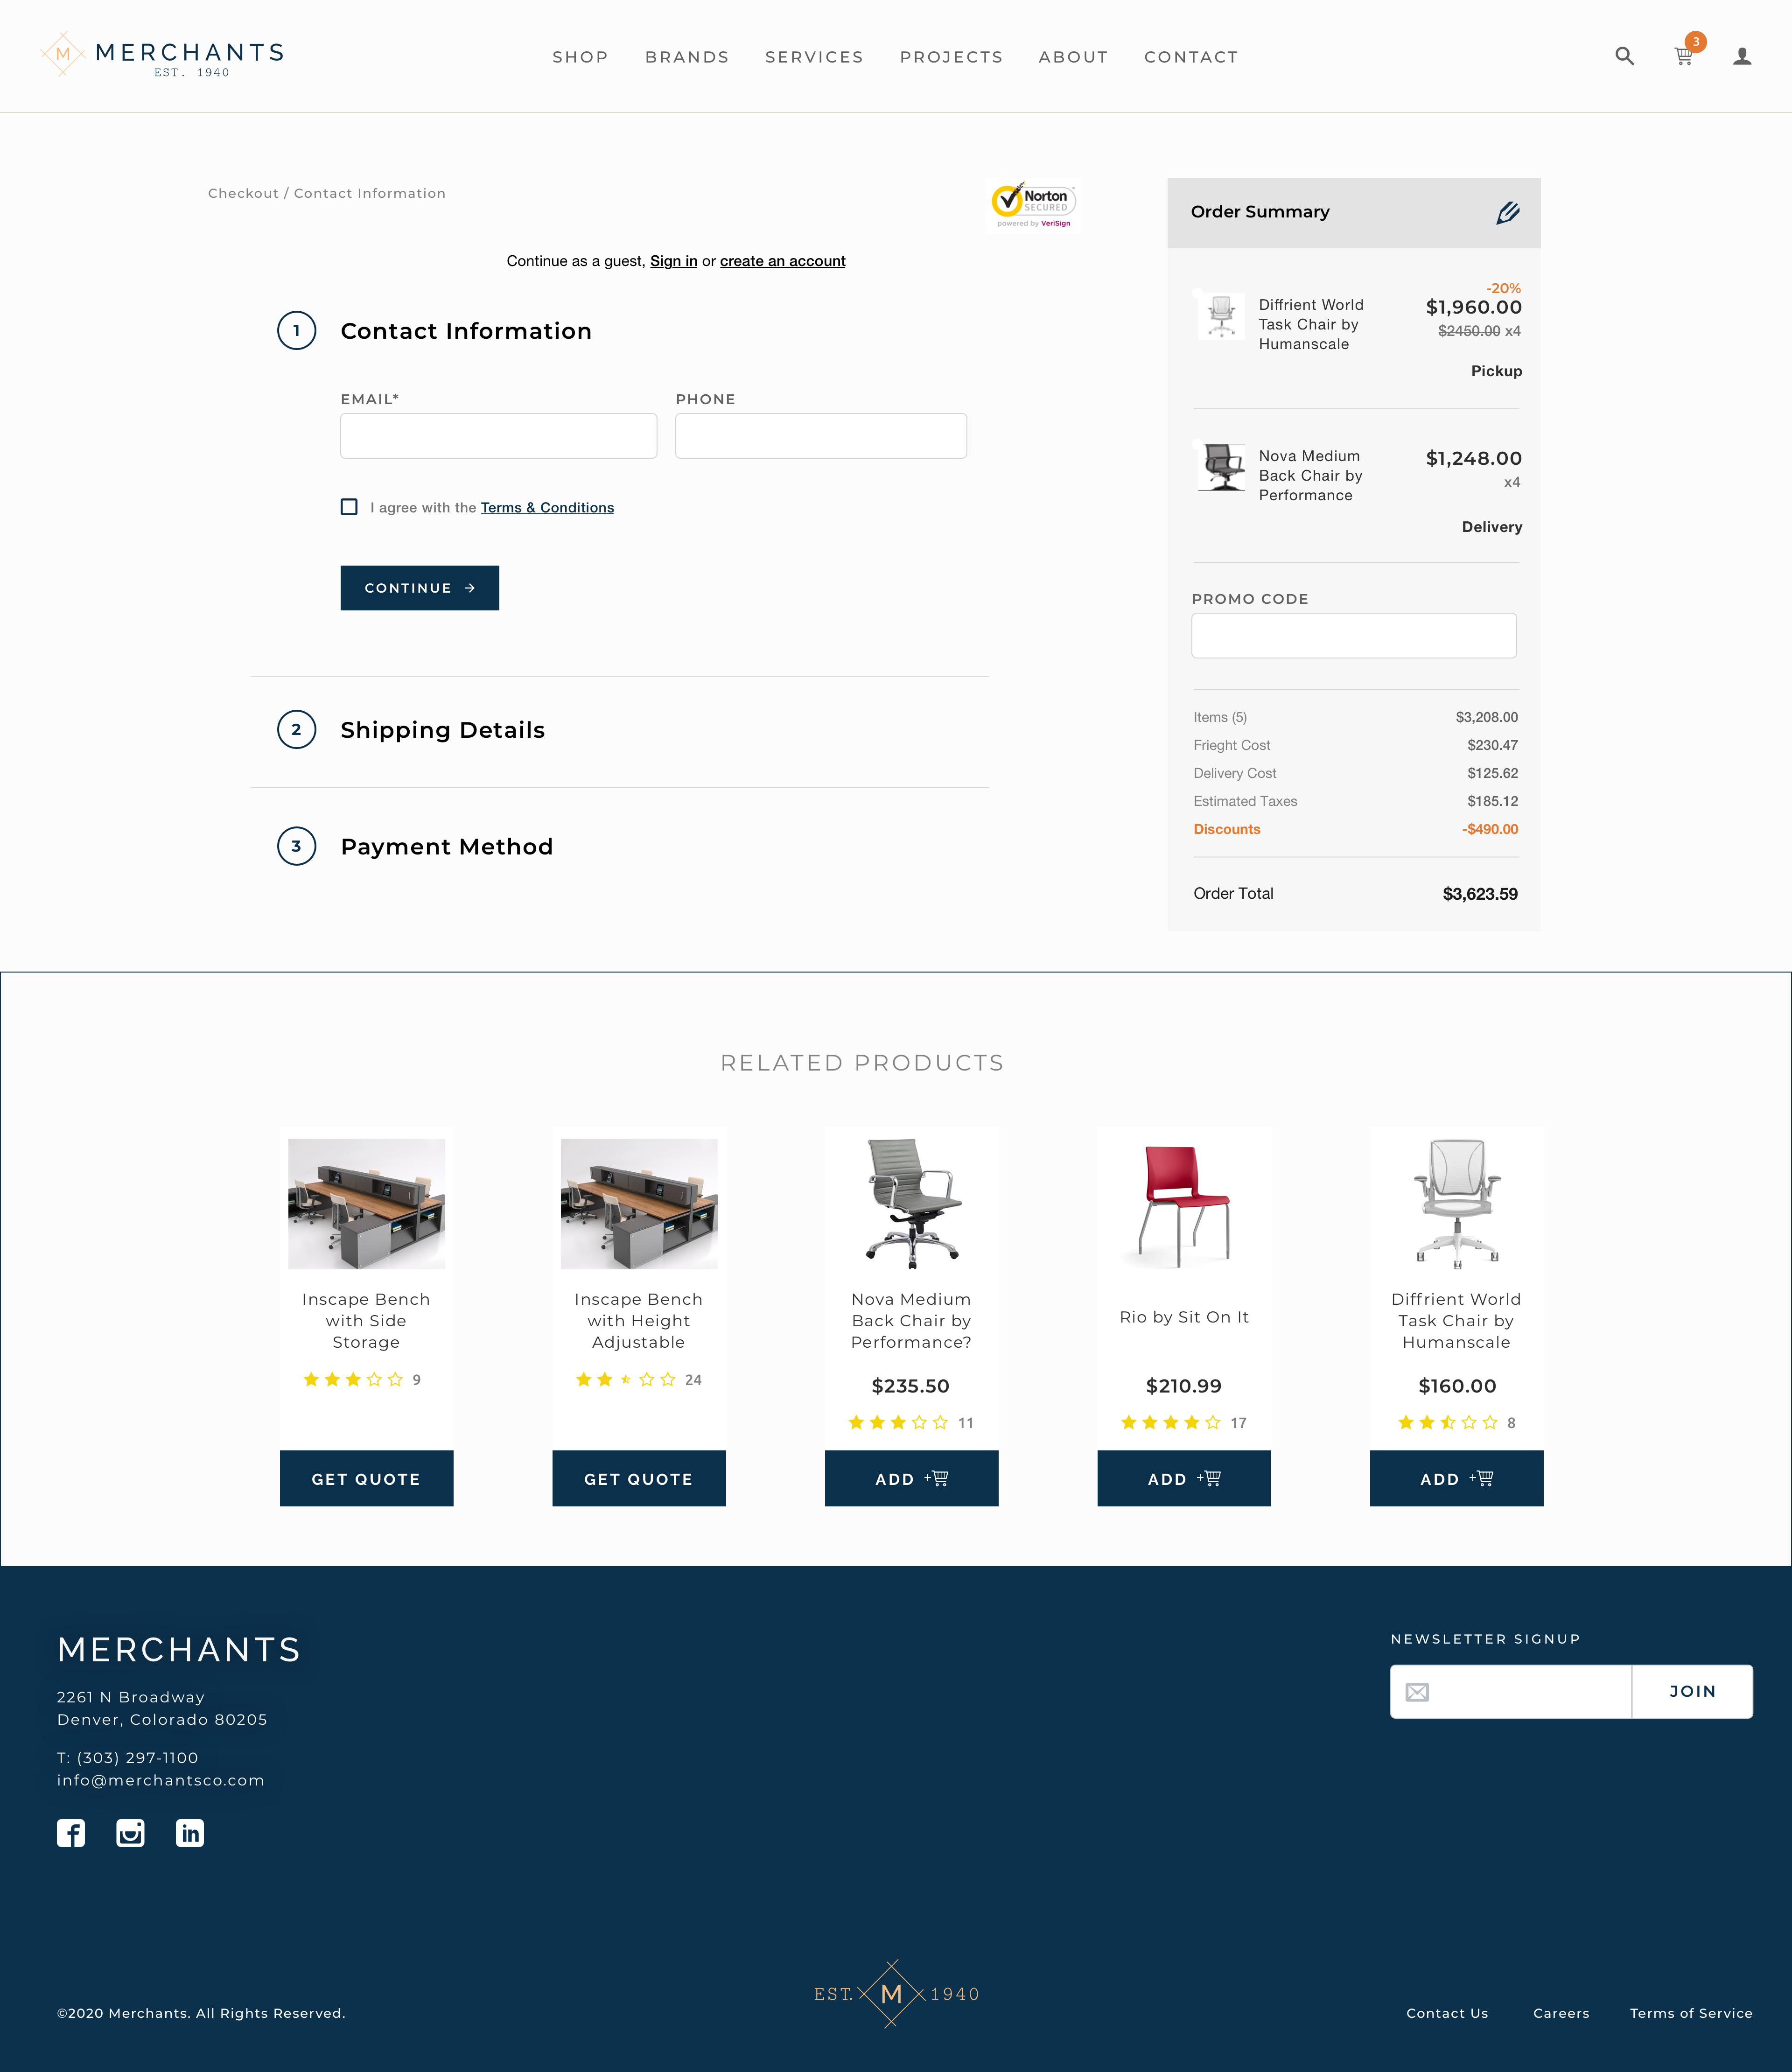 M MERCHANTS
EST. 1940
SHOP BRANDS SERVICES PROJECTS ABOUT CONTACT
3
Checkout / Contact Information
Norton
SECURED
powered by VeriSign
Continue as a guest, Sign in or create an account
1 Contact Information
EMAIL* PHONE
I agree with the Terms & Conditions
CONTINUE →
2 Shipping Details
3 Payment Method
Order Summary
-20%
Diffrient World
Task Chair by
Humanscale
$1,960.00
$2450.00 x4
Pickup
Nova Medium
Back Chair by
Performance
$1,248.00
x4
Delivery
PROMO CODE
Items (5) $3,208.00
Frieght Cost $230.47
Delivery Cost $125.62
Estimated Taxes $185.12
Discounts -$490.00
Order Total $3,623.59
RELATED PRODUCTS
Inscape Bench
with Side
Storage
9
GET QUOTE
Inscape Bench
with Height
Adjustable
24
GET QUOTE
Nova Medium
Back Chair by
Performance?
$235.50
11
ADD +
Rio by Sit On It
$210.99
17
ADD +
Diffrient World
Task Chair by
Humanscale
$160.00
8
ADD +
MERCHANTS
2261 N Broadway
Denver, Colorado 80205
T: (303) 297-1100
info@merchantsco.com
f in
NEWSLETTER SIGNUP
JOIN
EST. M 1940
©2020 Merchants. All Rights Reserved.
Contact Us Careers Terms of Service